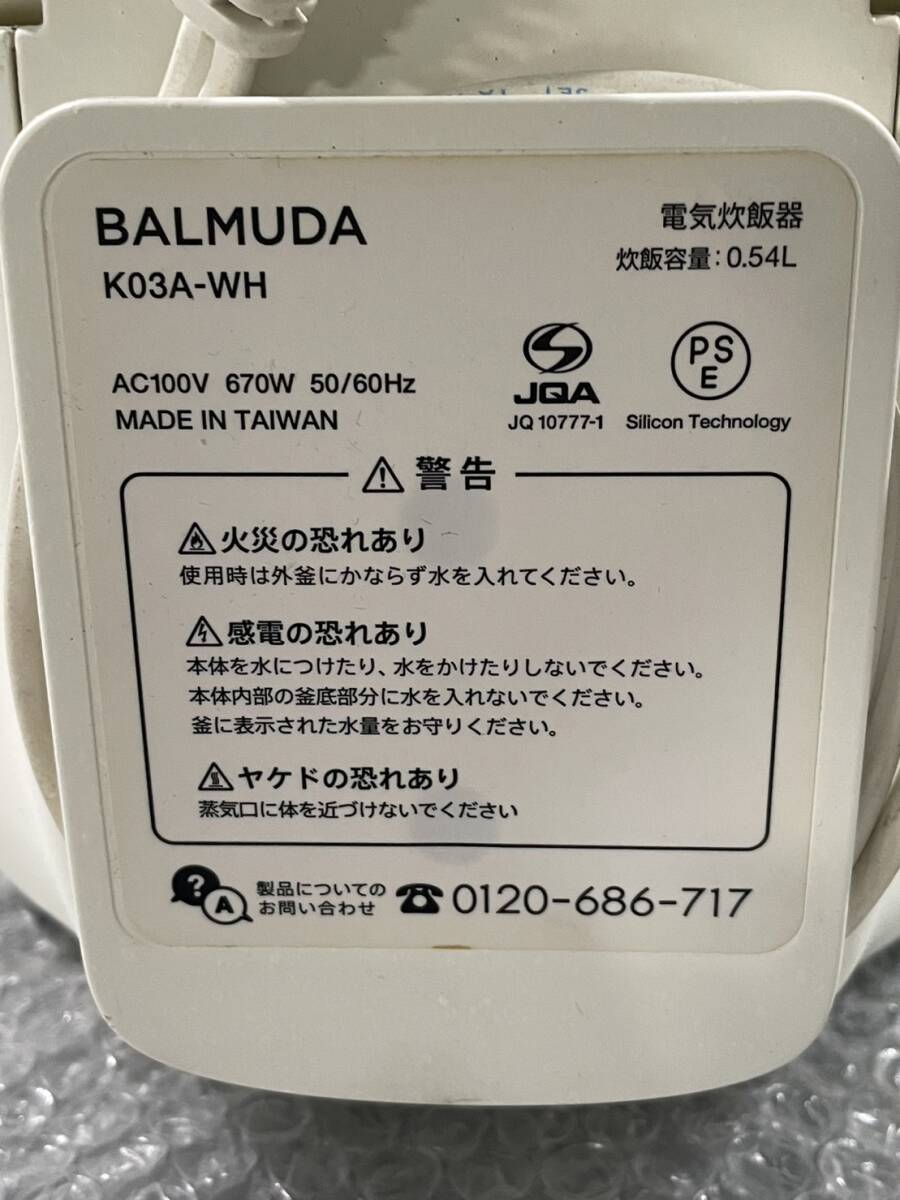 BALMUDA
K03A-WH
電気炊飯器
炊飯容量：0.54L
AC100V 670W 50/60Hz
MADE IN TAIWAN
JQA
JQ 10777-1
PS
E
Silicon Technology
警告
火災の恐れあり
使用時は外釜にかならず水を入れてください。
感電の恐れあり
本体を水につけたり、水をかけたりしないでください。
本体内部の釜底部分に水を入れないでください。
釜に表示された水量をお守りください。
ヤケドの恐れあり
蒸気口に体を近づけないでください
? A
製品についての
お問い合わせ
0120-686-717